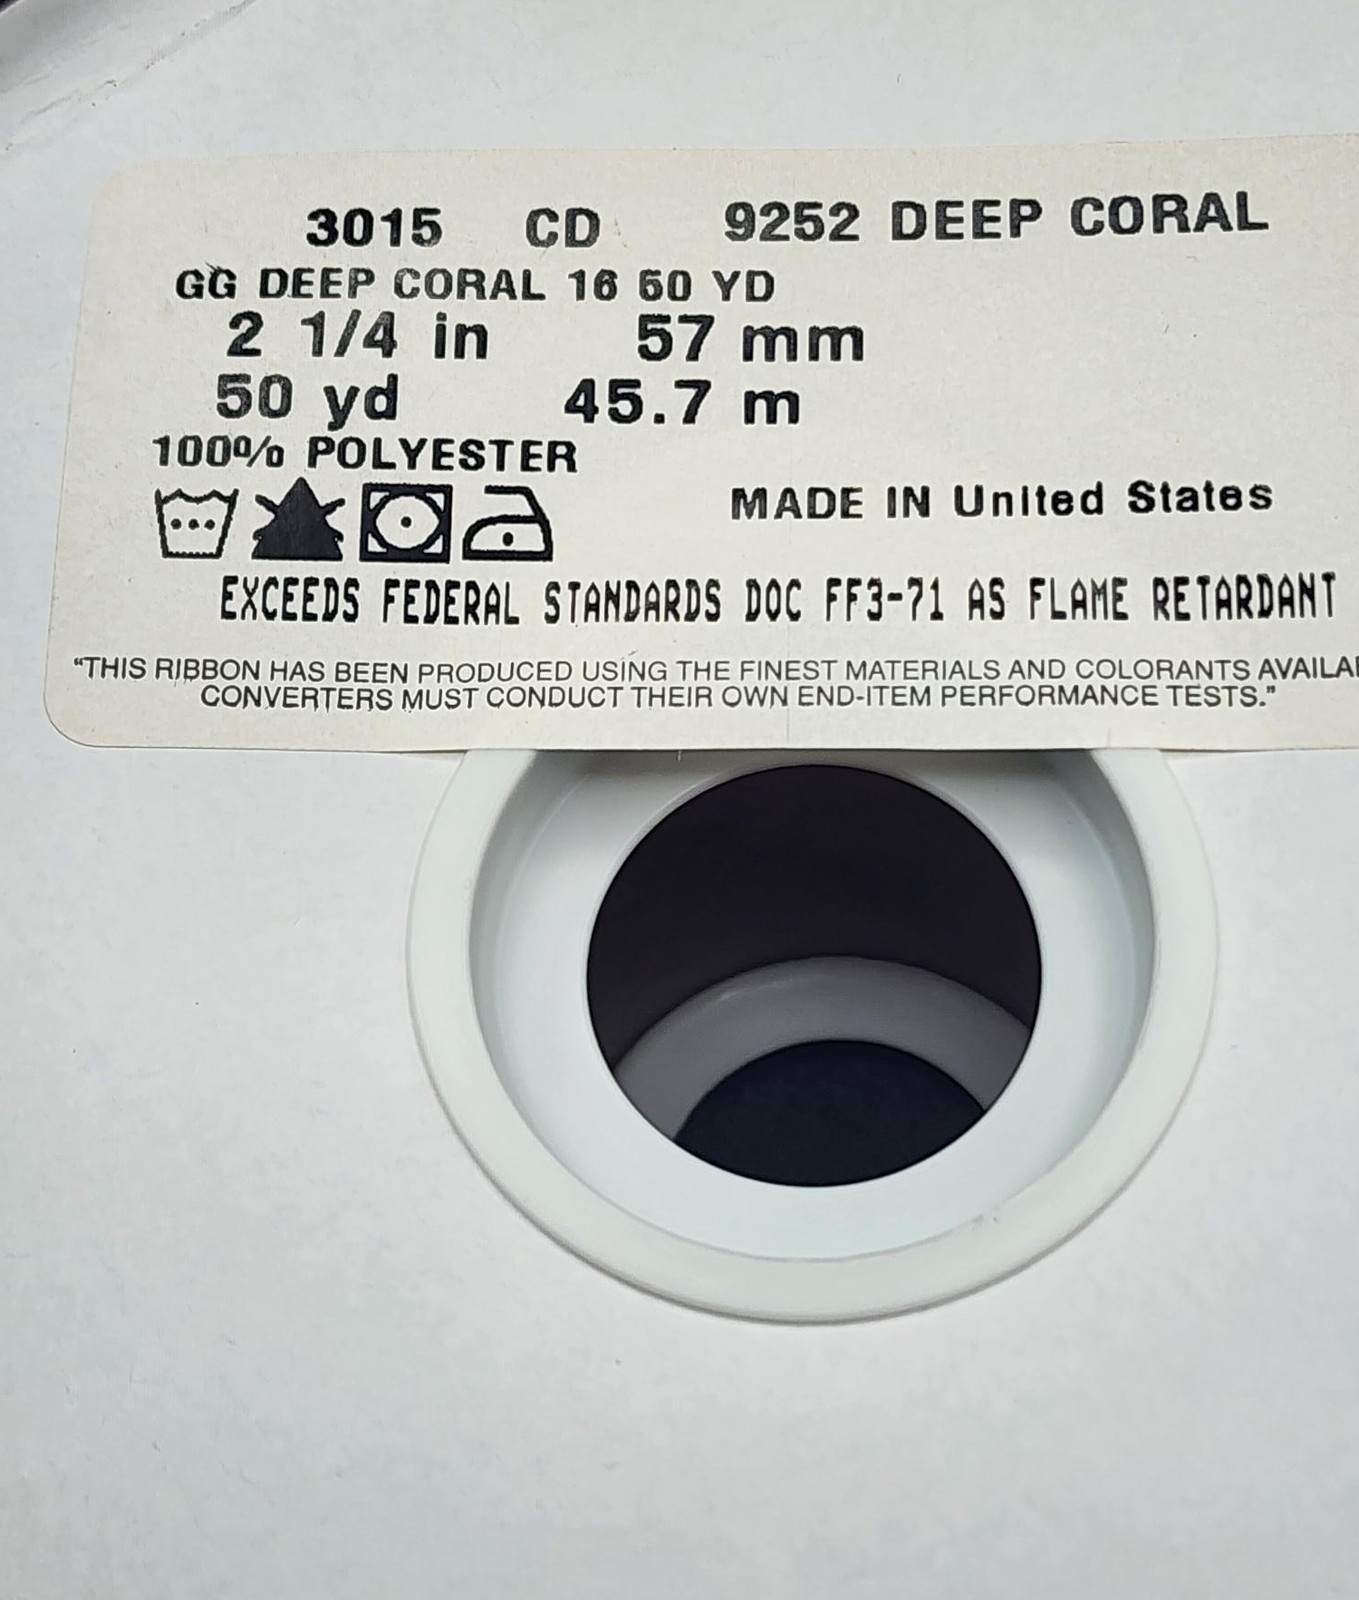 3015 CD 9252 DEEP CORAL
GG DEEP CORAL 16 50 YD
2 1/4 in 57 mm
50 yd 45.7 m
100% POLYESTER
MADE IN United States
EXCEEDS FEDERAL STANDARDS DOC FF3-71 AS FLAME RETARDANT
"THIS RIBBON HAS BEEN PRODUCED USING THE FINEST MATERIALS AND COLORANTS
CONVERTERS MUST CONDUCT THEIR OWN END-ITEM PERFORMANCE TESTS."